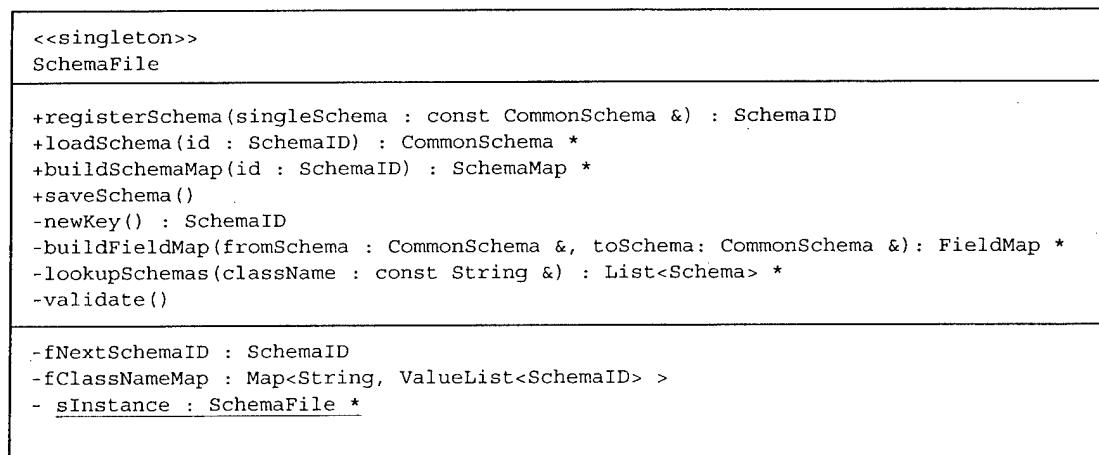 <<singleton>>
SchemaFile
+registerSchema(singleSchema : const CommonSchema &) : SchemaID
+loadSchema(id : SchemaID) : CommonSchema *
+buildSchemaMap(id : SchemaID) : SchemaMap *
+saveSchema()
-newKey() : SchemaID
-buildFieldMap(fromSchema : CommonSchema &, toSchema: CommonSchema &): FieldMap *
-lookupSchemas(className : const String &) : List<Schema> *
-validate()
-fNextSchemaID : SchemaID
-fClassNameMap : Map<String, ValueList<SchemaID> >
- sInstance : SchemaFile *